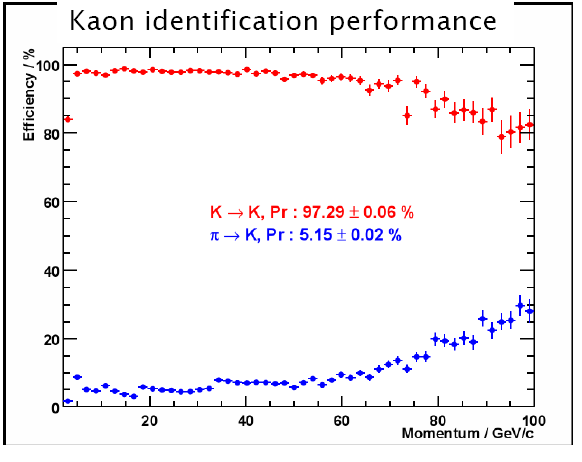 Kaon identification performance
Efficiency / %
100
80
60
40
20
0
K → K, Pr : 97.29 ± 0.06 %
π → K, Pr : 5.15 ± 0.02 %
20 40 60 80 100
Momentum / GeV/c